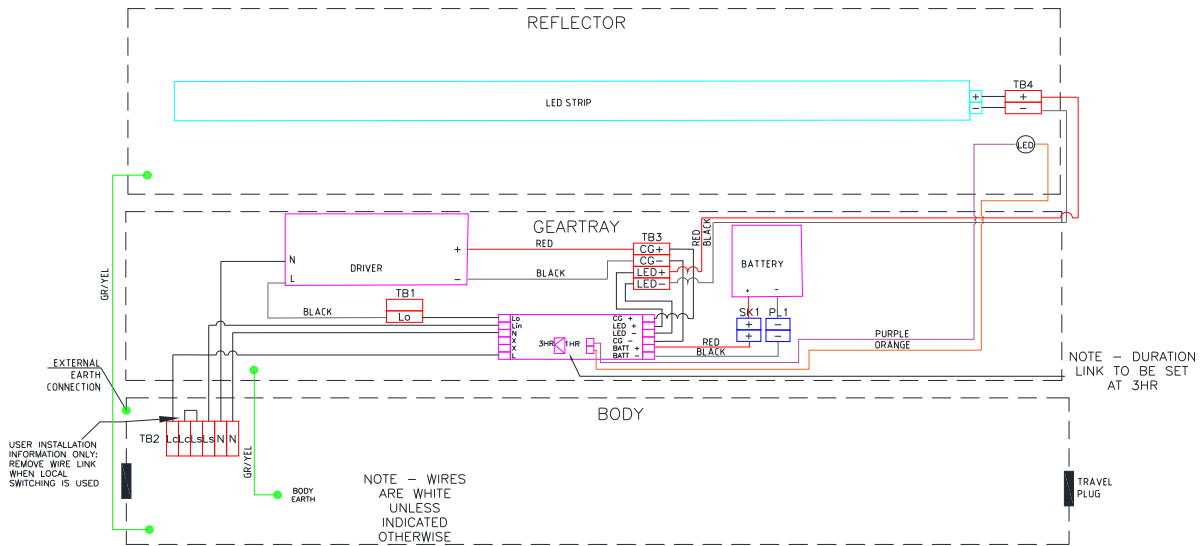 REFLECTOR
LED STRIP
+
−
TB4
+
−
LED
GR/YEL
GEARTRAY
DRIVER
N
L
+
−
RED
BLACK
TB3
CG+
CG−
LED+
LED−
RED
BLACK
BATTERY
+
-
BLACK
TB1
Lo
Lo
Lin
N
X
X
L
3HR
1HR
CG +
LED +
LED −
CG −
BATT +
BATT −
SK1
+
+
PL1
−
−
RED
BLACK
PURPLE
ORANGE
NOTE − DURATION
LINK TO BE SET
AT 3HR
EXTERNAL
EARTH
CONNECTION
BODY
TB2
Lc
Lc
Ls
Ls
N
N
USER INSTALLATION
INFORMATION ONLY:
REMOVE WIRE LINK
WHEN LOCAL
SWITCHING IS USED
GR/YEL
BODY
EARTH
NOTE − WIRES
ARE WHITE
UNLESS
INDICATED
OTHERWISE
TRAVEL
PLUG